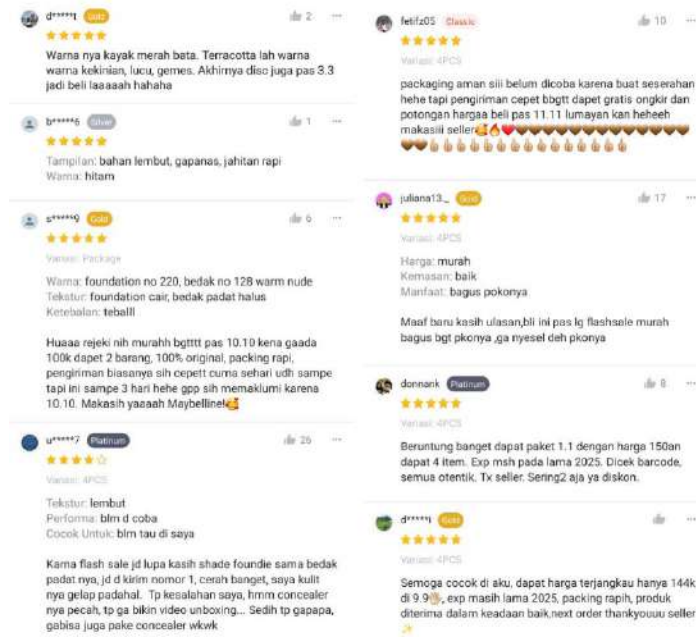 d*****t Gold 2
Warna nya kayak merah bata. Terracotta lah warna
warna kekinian, lucu, gemes. Akhirnya disc juga pas 3.3
jadi beli laaaaah hahaha
b*****6 Silver 1
Tampilan: bahan lembut, gapanas, jahitan rapi
Warna: hitam
s*****9 Gold 6
Variasi: Package
Warna: foundation no 220, bedak no 128 warm nude
Tekstur: foundation cair, bedak padat halus
Ketebalan: teballl
Huaaa rejeki nih murahh bgtttt pas 10.10 kena gaada
100k dapet 2 barang, 100% original, packing rapi,
pengiriman biasanya sih cepett cuma sehari udh sampe
tapi ini sampe 3 hari hehe gpp sih memaklumi karena
10.10. Makasih yaaaah Maybelline!🥰
u*****7 Platinum 26
Variasi: 4PCS
Tekstur: lembut
Performa: blm d coba
Cocok Untuk: blm tau di saya
Karna flash sale jd lupa kasih shade foundie sama bedak
padat nya, jd d kirim nomor 1, cerah banget, saya kulit
nya gelap padahal. Tp kesalahan saya, hmm concealer
nya pecah, tp ga bikin video unboxing... Sedih tp gapapa,
gabisa juga pake concealer wkwk
fetifz05 Classic 10
Variasi: 4PCS
packaging aman siii belum dicoba karena buat seserahan
hehe tapi pengiriman cepet bbgtt dapet gratis ongkir dan
potongan hargaa beli pas 11.11 lumayan kan heheeh
makasiii seller🥰🔥❤️🤎🤎🤎🤎🤎🤎🤎🤎🤎🤎🤎🤎🤎
🤎🤎👍🏼👍🏼👍🏼👍🏼👍🏼👍🏼👍🏼👍🏼👍🏼👍🏼👍🏼👍🏼👍🏼👍🏼👍🏼
juliana13._ Gold 17
Variasi: 4PCS
Harga: murah
Kemasan: baik
Manfaat: bagus pokonya
Maaf baru kasih ulasan,bli ini pas lg flashsale murah
bagus bgt pkonya ,ga nyesel deh pkonya
donnank Platinum 8
Variasi: 4PCS
Beruntung banget dapat paket 1.1 dengan harga 150an
dapat 4 item. Exp msh pada lama 2025. Dicek barcode,
semua otentik. Tx seller. Sering2 aja ya diskon.
d*****i Gold
Variasi: 4PCS
Semoga cocok di aku, dapat harga terjangkau hanya 144k
di 9.9👌🏼, exp masih lama 2025, packing rapih, produk
diterima dalam keadaan baik,next order thankyouuu seller
✨